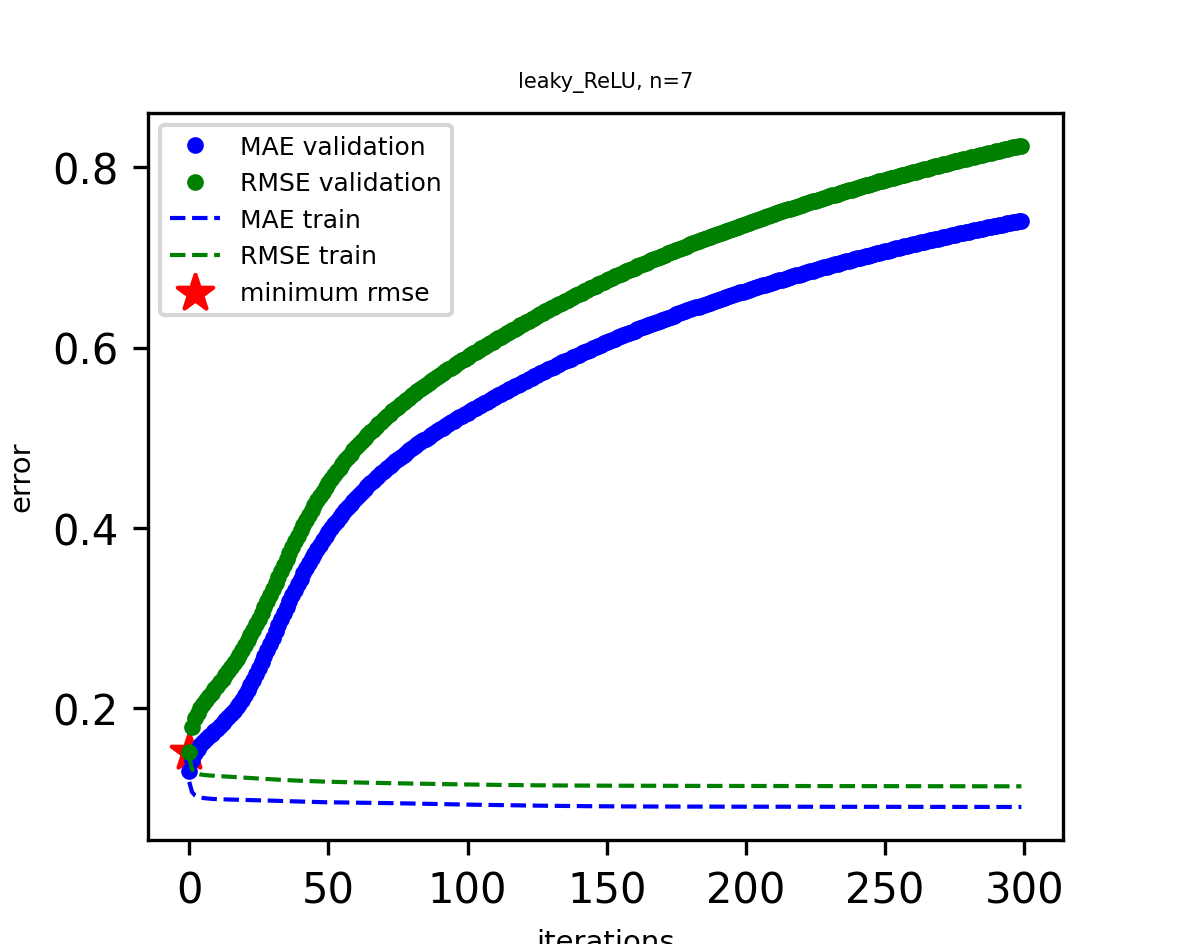 leaky_ReLU, n=7
MAE validation
RMSE validation
MAE train
RMSE train
minimum rmse
0.8
0.6
0.4
0.2
error
0 50 100 150 200 250 300
iterations